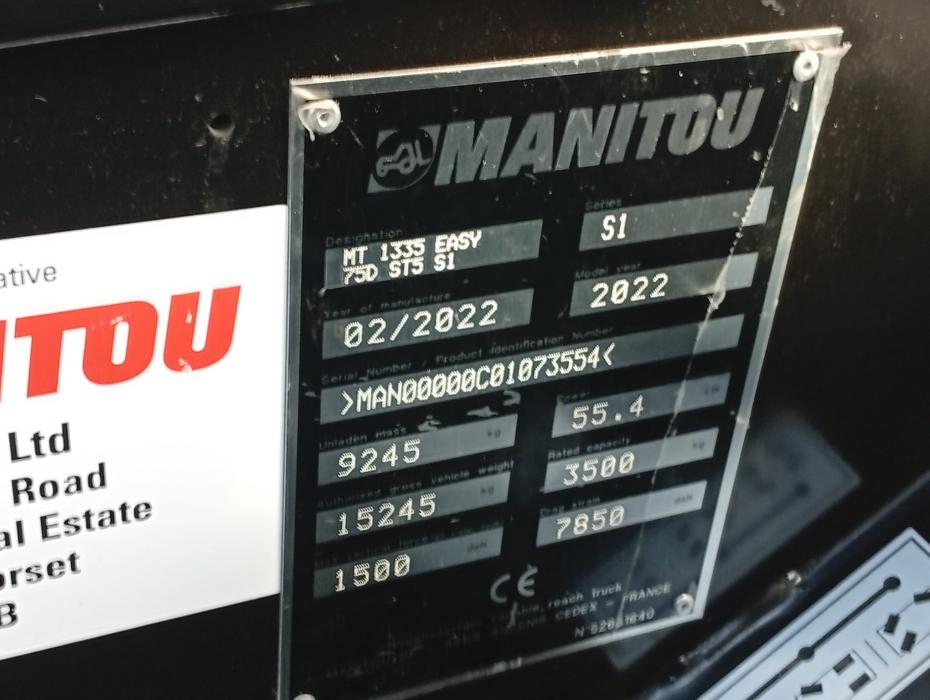 ative
ITOU
Ltd
Road
al Estate
orset
B
MANITOU
Designation
MT 1335 EASY
75D ST5 S1
Series
S1
Year of manufacture
02/2022
Model year
2022
Serial Number / Product Identification Number
>MAN00000C01073554<
Unladen mass
9245 kg
Power
55.4 kW
Authorized gross vehicle weight
15245 kg
Rated capacity
3500 kg
1500 daN
Drag strain
7850 daN
CE
reach truck
CEDEX - FRANCE